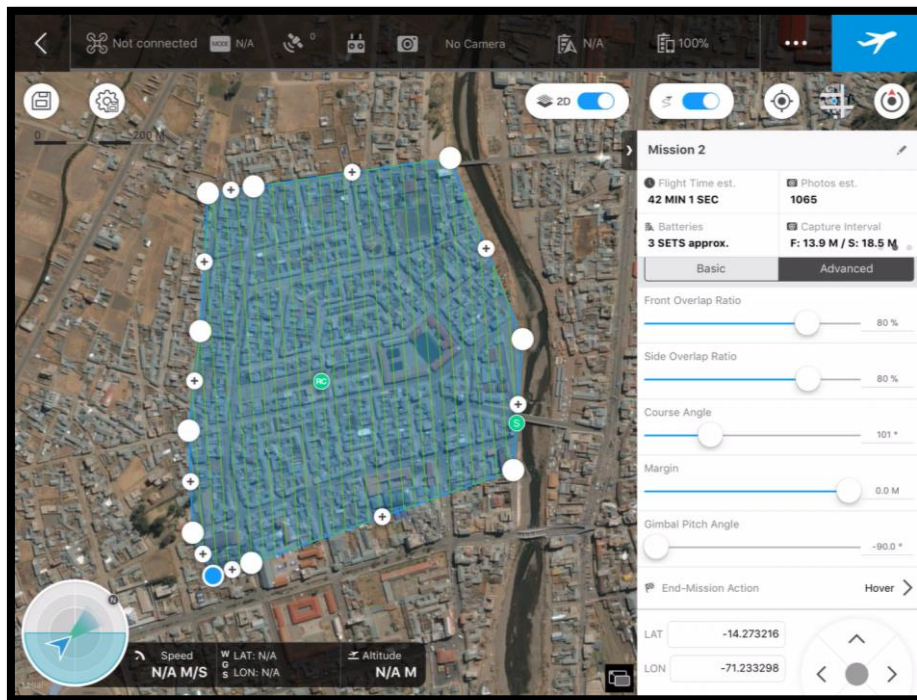 Not connected MODE N/A 0 No Camera N/A 100%
2D
0 200 M
Mission 2
Flight Time est. Photos est.
42 MIN 1 SEC 1065
Batteries Capture Interval
3 SETS approx. F: 13.9 M / S: 18.5 M
Basic Advanced
Front Overlap Ratio
80 %
Side Overlap Ratio
80 %
RC
Course Angle
S
101 °
Margin
0.0 M
Gimbal Pitch Angle
-90.0 °
End-Mission Action Hover
N
LAT -14.273216
LON -71.233298
Speed W LAT: N/A Altitude
G
N/A M/S S LON: N/A N/A M